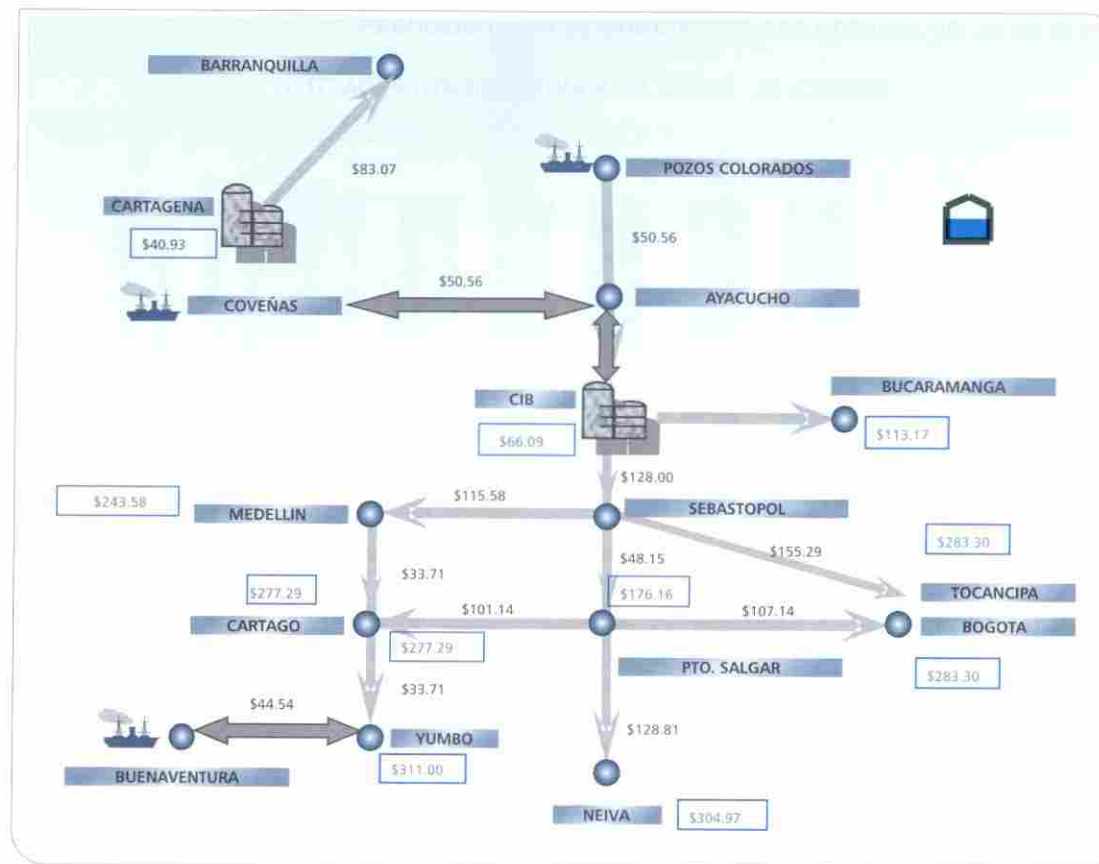 BARRANQUILLA
$83.07
POZOS COLORADOS
CARTAGENA
$40.93
$50.56
$50,56
COVEÑAS
AYACUCHO
BUCARAMANGA
CIB
$66.09
$113,17
$128.00
$243.58
$115.58
MEDELLIN
SEBASTOPOL
$283.30
$48.15
$155.29
$33.71
$277.29
$176.16
TOCANCIPA
$101.14
$107.14
CARTAGO
BOGOTA
$277.29
PTO. SALGAR
$283.30
$33.71
$44.54
$128.81
YUMBO
$311.00
BUENAVENTURA
NEIVA
$304.97